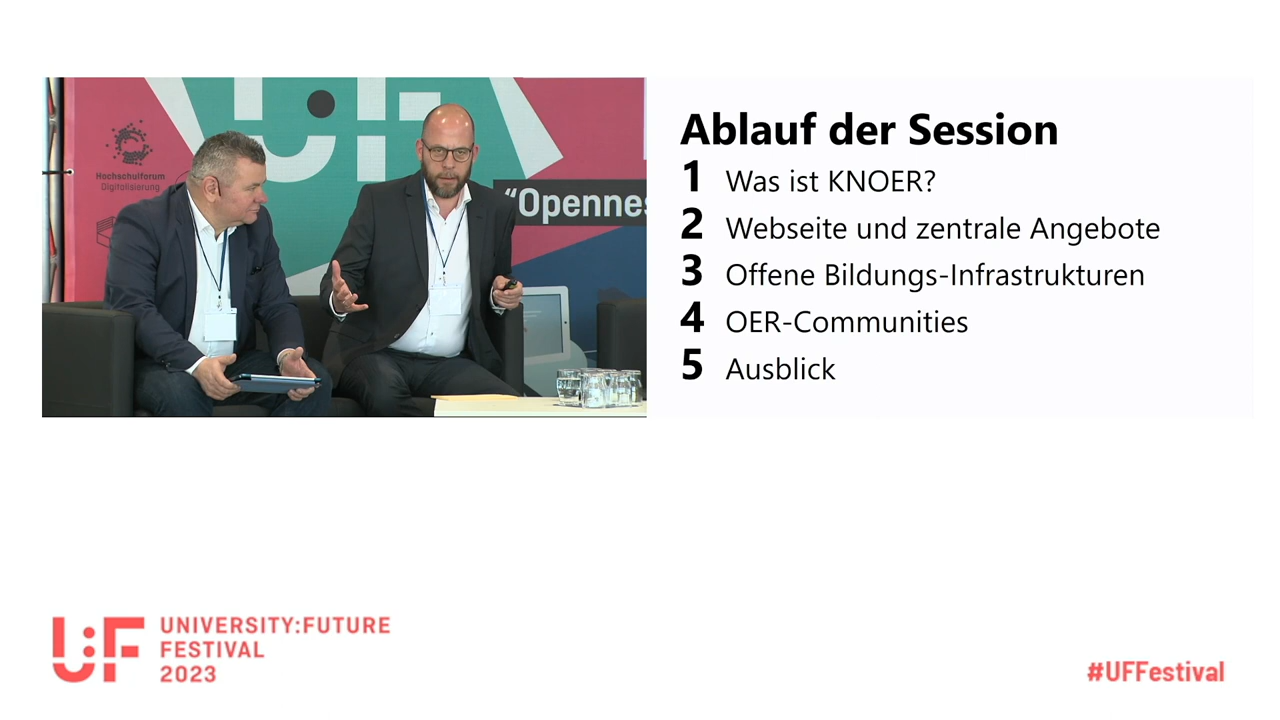 U:F
Hochschulforum
Digitalisierung
“Opennes
Ablauf der Session
1 Was ist KNOER?
2 Webseite und zentrale Angebote
3 Offene Bildungs-Infrastrukturen
4 OER-Communities
5 Ausblick
U:F
UNIVERSITY:FUTURE
FESTIVAL
2023
#UFFestival